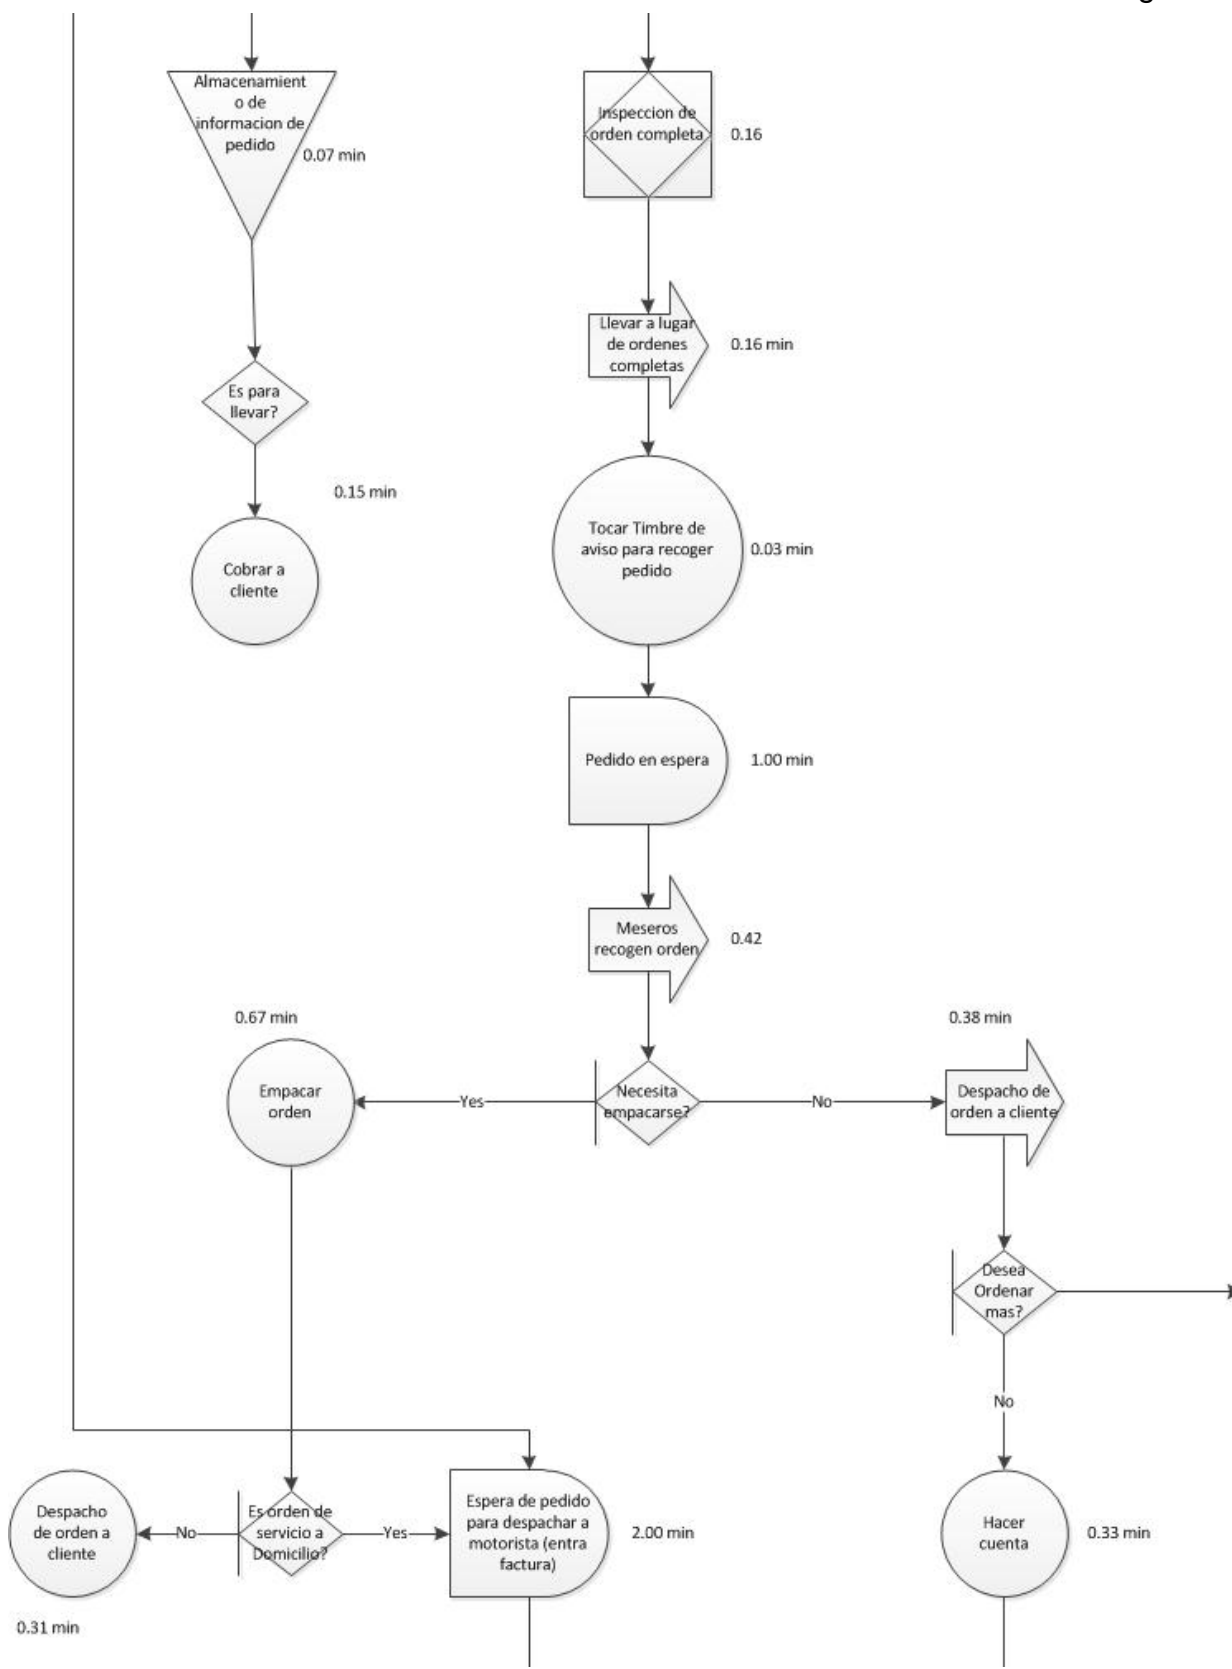 g
Almacenamient
o de
informacion de
pedido
0.07 min
Inspeccion de
orden completa
0.16
Llevar a lugar
de ordenes
completas
0.16 min
Es para
llevar?
0.15 min
Cobrar a
cliente
Tocar Timbre de
aviso para recoger
pedido
0.03 min
Pedido en espera
1.00 min
Meseros
recogen orden
0.42
0.67 min
Empacar
orden
Yes
Necesita
empacarse?
No
0.38 min
Despacho de
orden a cliente
Desea
Ordenar
mas?
No
Despacho
de orden a
cliente
0.31 min
No
Es orden de
servicio a
Domicilio?
Yes
Espera de pedido
para despachar a
motorista (entra
factura)
2.00 min
Hacer
cuenta
0.33 min